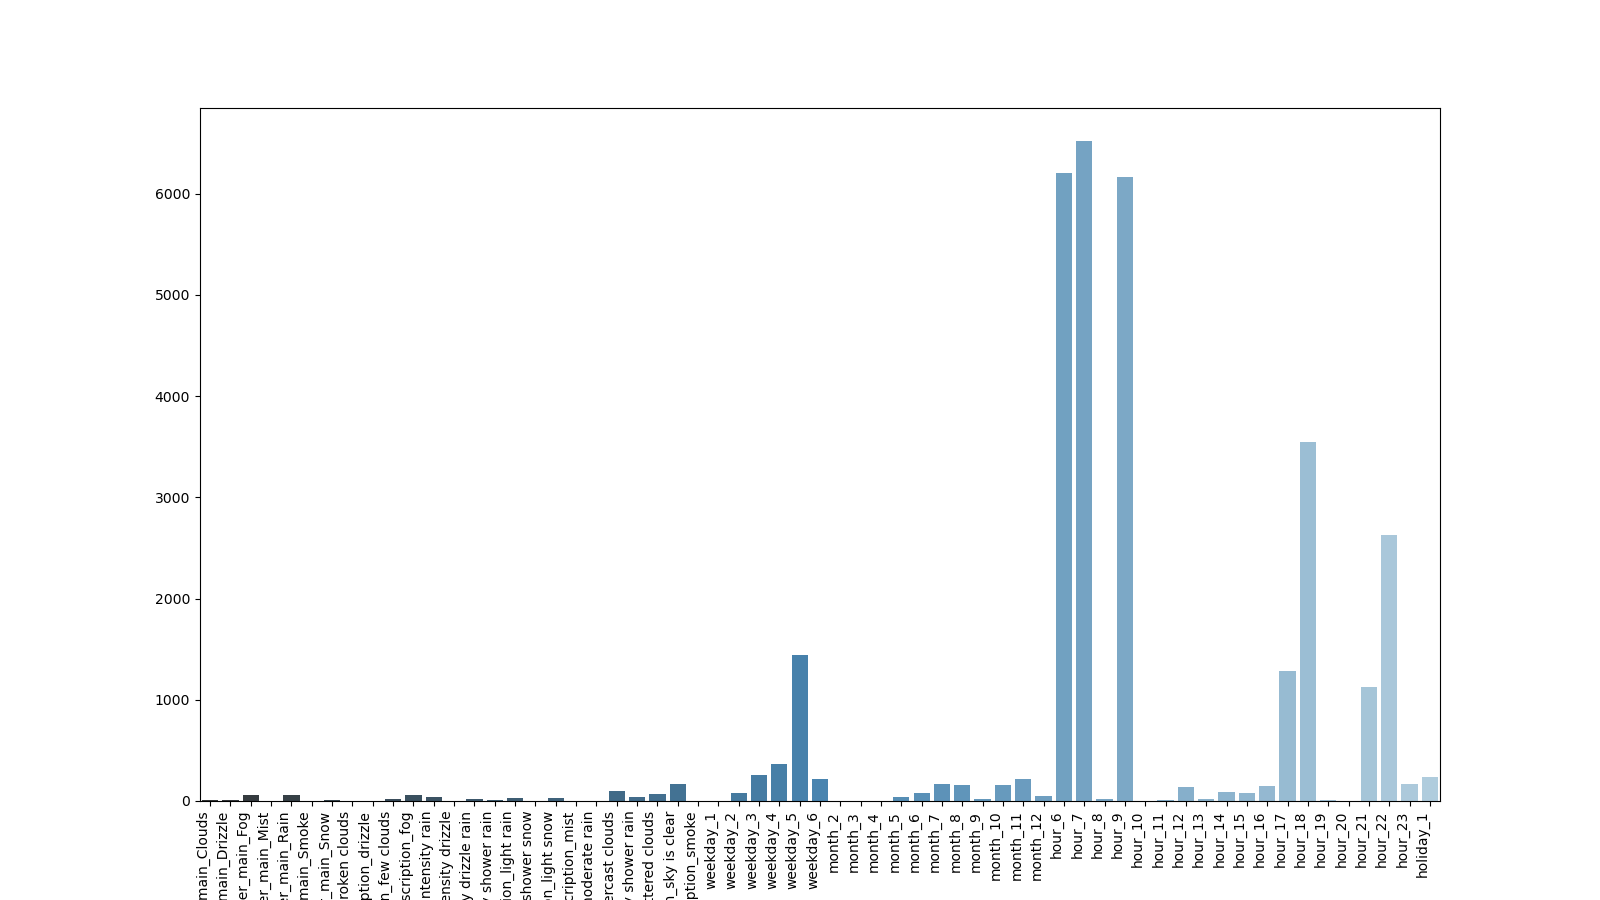 6000
5000
4000
3000
2000
1000
0
main_Clouds
main_Drizzle
er_main_Fog
er_main_Mist
er_main_Rain
main_Smoke
r_main_Snow
roken clouds
ption_drizzle
n_few clouds
scription_fog
ntensity rain
ensity drizzle
y drizzle rain
y shower rain
ion_light rain
shower snow
on_light snow
cription_mist
noderate rain
ercast clouds
y shower rain
ttered clouds
n_sky is clear
ption_smoke
weekday_1
weekday_2
weekday_3
weekday_4
weekday_5
weekday_6
month_2
month_3
month_4
month_5
month_6
month_7
month_8
month_9
month_10
month_11
month_12
hour_6
hour_7
hour_8
hour_9
hour_10
hour_11
hour_12
hour_13
hour_14
hour_15
hour_16
hour_17
hour_18
hour_19
hour_20
hour_21
hour_22
hour_23
holiday_1